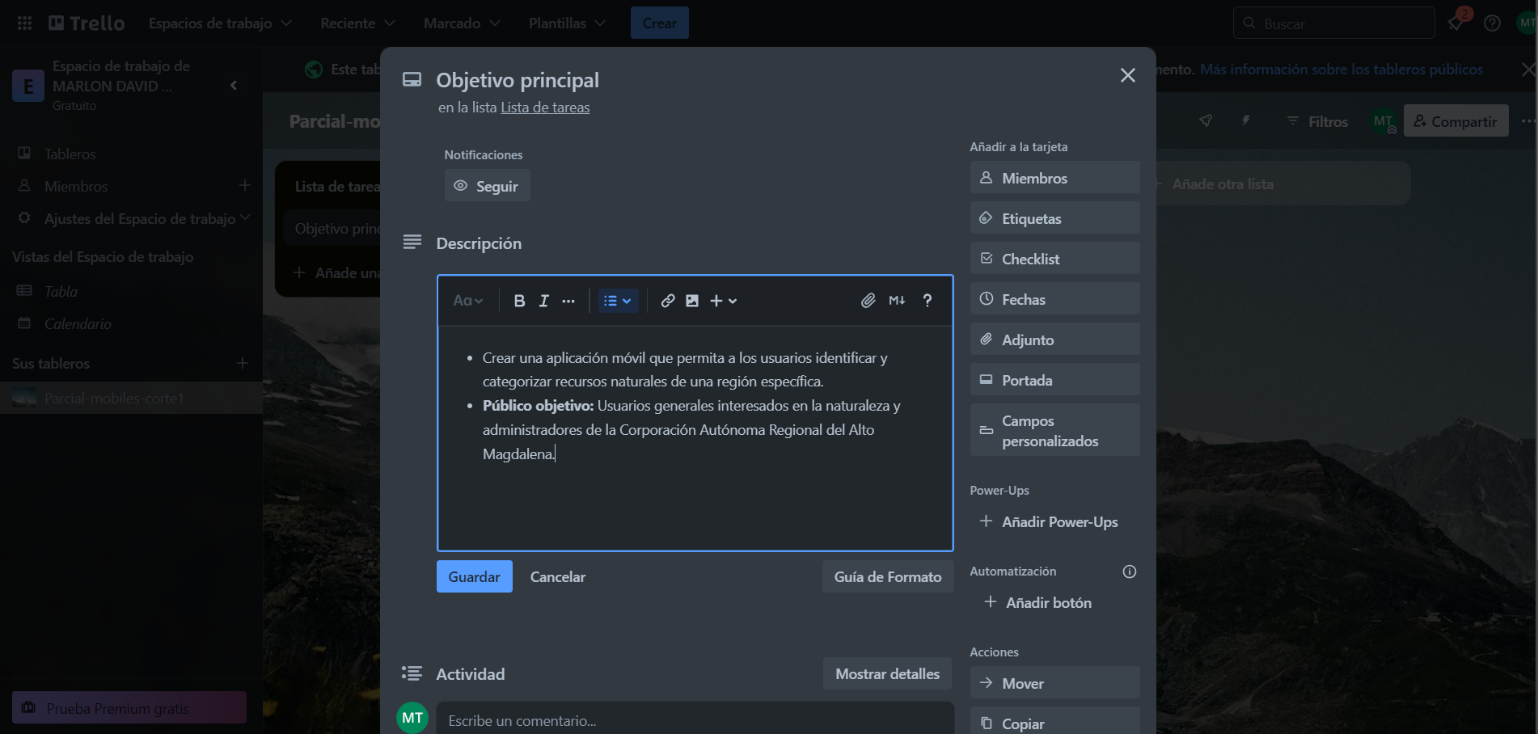 Trello
Espacios de trabajo
Reciente
Marcado
Plantillas
Crear
Buscar
2
MT
E
Espacio de trabajo de
MARLON DAVID ...
Gratuito
Este tab
mento. Más información sobre los tableros públicos
Parcial-mo
Filtros
MT
Compartir
Tableros
Miembros
Ajustes del Espacio de trabajo
Vistas del Espacio de trabajo
Tabla
Calendario
Sus tableros
Parcial-mobiles-corte1
Prueba Premium gratis
Lista de tarea
Objetivo princ
Añade una
Añade otra lista
Objetivo principal
en la lista Lista de tareas
Notificaciones
Seguir
Descripción
Aa
B I ...
M↓
?
• Crear una aplicación móvil que permita a los usuarios identificar y
categorizar recursos naturales de una región específica.
• Público objetivo: Usuarios generales interesados en la naturaleza y
administradores de la Corporación Autónoma Regional del Alto
Magdalena.
Guardar
Cancelar
Guía de Formato
Actividad
Mostrar detalles
MT
Escribe un comentario...
Añadir a la tarjeta
Miembros
Etiquetas
Checklist
Fechas
Adjunto
Portada
Campos
personalizados
Power-Ups
Añadir Power-Ups
Automatización
Añadir botón
Acciones
Mover
Copiar